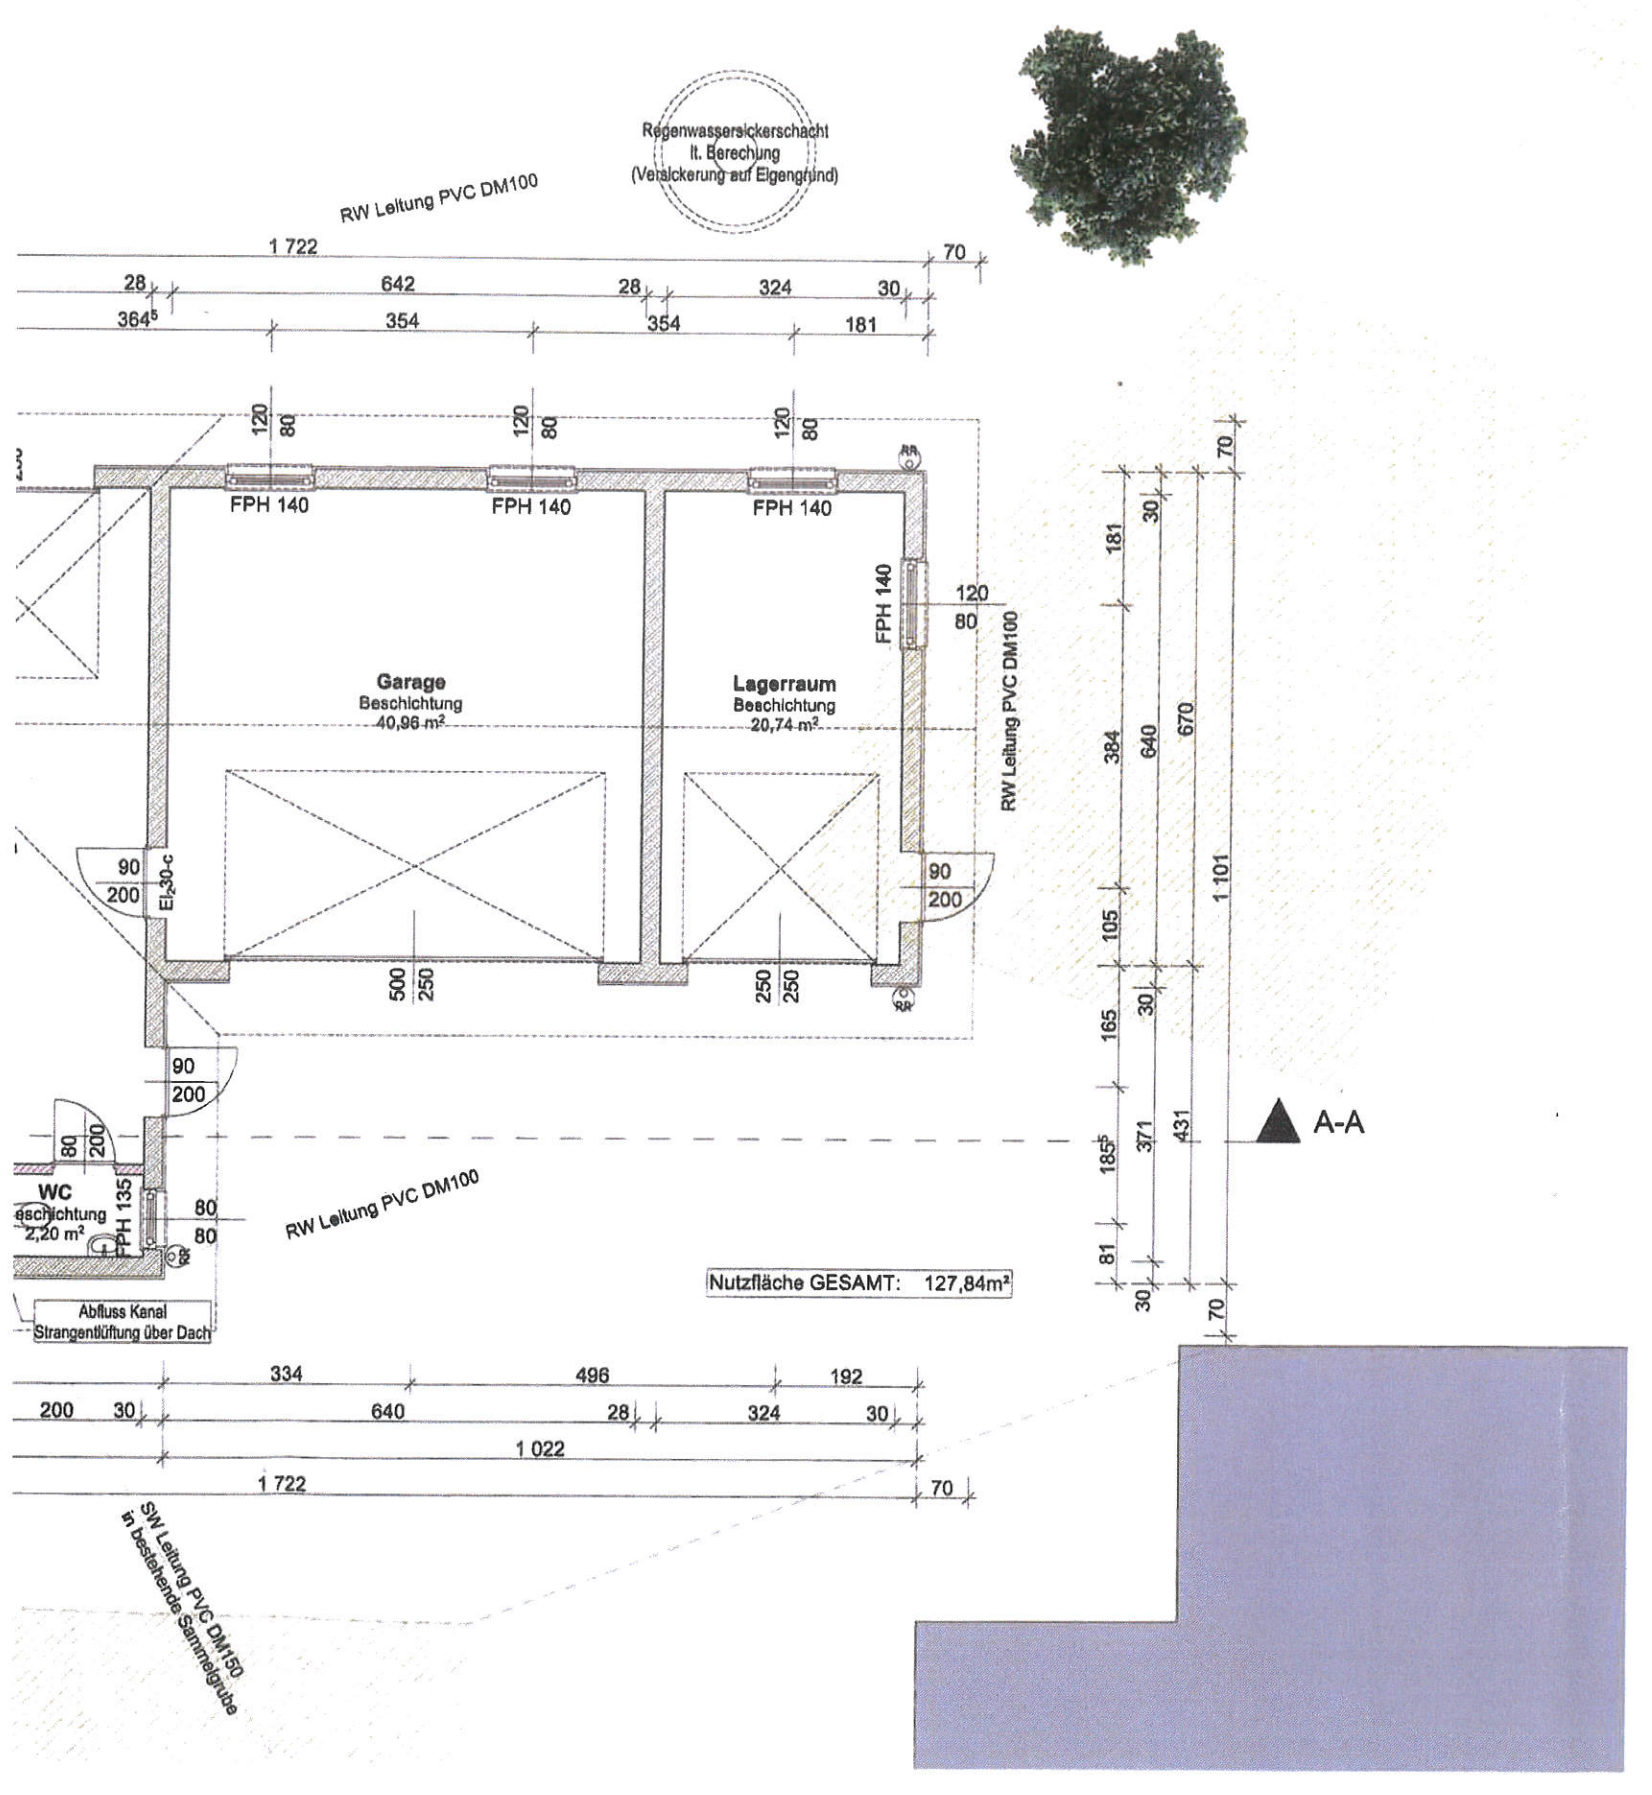 Regenwassersickerschacht
lt. Berechung
(Versickerung auf Eigengrund)
RW Leitung PVC DM100
1 722
70
28
642
28
324
30
364⁵
354
354
181
120
80
120
80
120
80
RR
70
FPH 140
FPH 140
FPH 140
30
181
FPH 140
120
80
RW Leitung PVC DM100
Garage
Beschichtung
40,96 m²
Lagerraum
Beschichtung
20,74 m²
384
640
670
1 101
90
200
EI₂30-c
90
200
105
500
250
250
250
RR
30
165
90
200
80
200
A-A
185⁵
371
431
WC
eschichtung
2,20 m²
FPH 135
80
80
RR
RW Leitung PVC DM100
81
30
70
Nutzfläche GESAMT: 127,84m²
Abfluss Kanal
Strangentlüftung über Dach
334
496
192
200
30
640
28
324
30
1 022
1 722
70
SW Leitung PVC DM150
in bestehende Sammelgrube